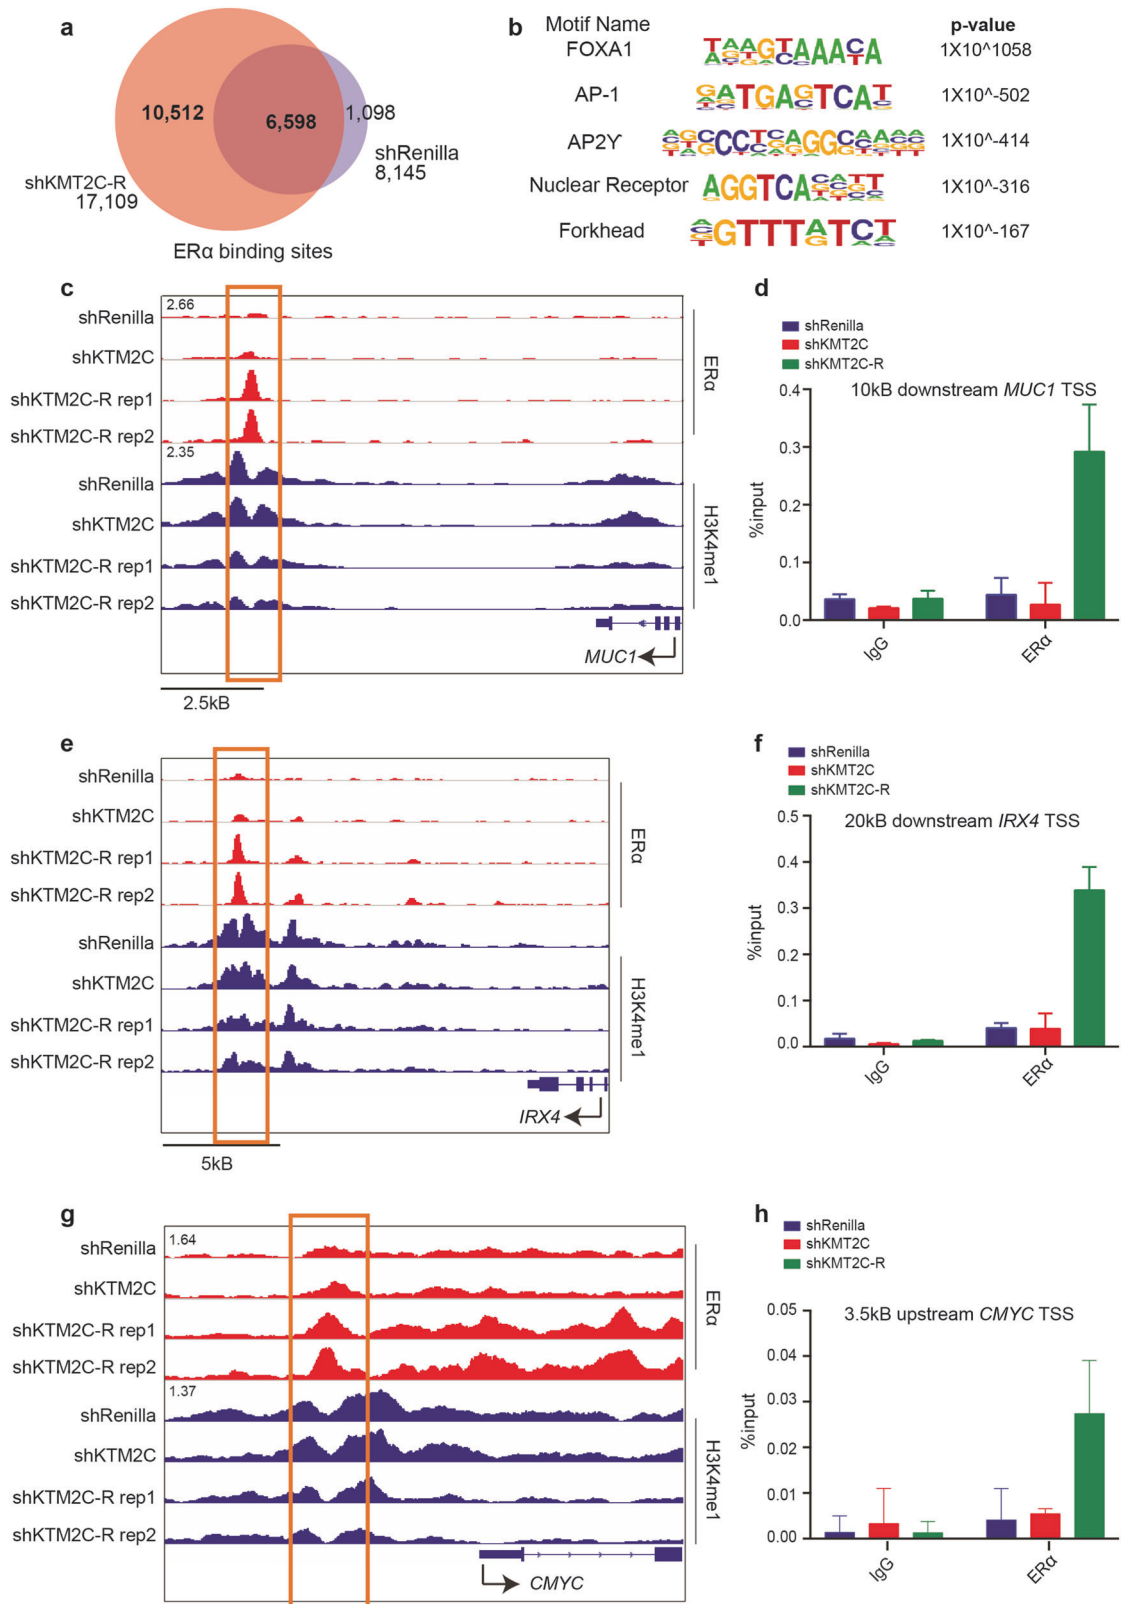 a
10,512
6,598
1,098
shRenilla
8,145
shKMT2C-R
17,109
ERα binding sites
b
Motif Name
p-value
FOXA1
1X10^1058
AP-1
1X10^-502
AP2ϒ
1X10^-414
Nuclear Receptor
AGGTCA
1X10^-316
Forkhead
1X10^-167
c
2.66
shRenilla
shKTM2C
shKTM2C-R rep1
shKTM2C-R rep2
ERα
2.35
shRenilla
shKTM2C
shKTM2C-R rep1
shKTM2C-R rep2
H3K4me1
MUC1
2.5kB
d
shRenilla
shKMT2C
shKMT2C-R
10kB downstream MUC1 TSS
0.4
0.3
0.2
0.1
0.0
%input
IgG
ERα
e
shRenilla
shKTM2C
shKTM2C-R rep1
shKTM2C-R rep2
ERα
shRenilla
shKTM2C
shKTM2C-R rep1
shKTM2C-R rep2
H3K4me1
IRX4
5kB
f
shRenilla
shKMT2C
shKMT2C-R
20kB downstream IRX4 TSS
0.5
0.4
0.3
0.2
0.1
0.0
%input
IgG
ERα
g
1.64
shRenilla
shKTM2C
shKTM2C-R rep1
shKTM2C-R rep2
ERα
1.37
shRenilla
shKTM2C
shKTM2C-R rep1
shKTM2C-R rep2
H3K4me1
CMYC
h
shRenilla
shKMT2C
shKMT2C-R
3.5kB upstream CMYC TSS
0.05
0.04
0.03
0.02
0.01
0.00
%input
IgG
ERα